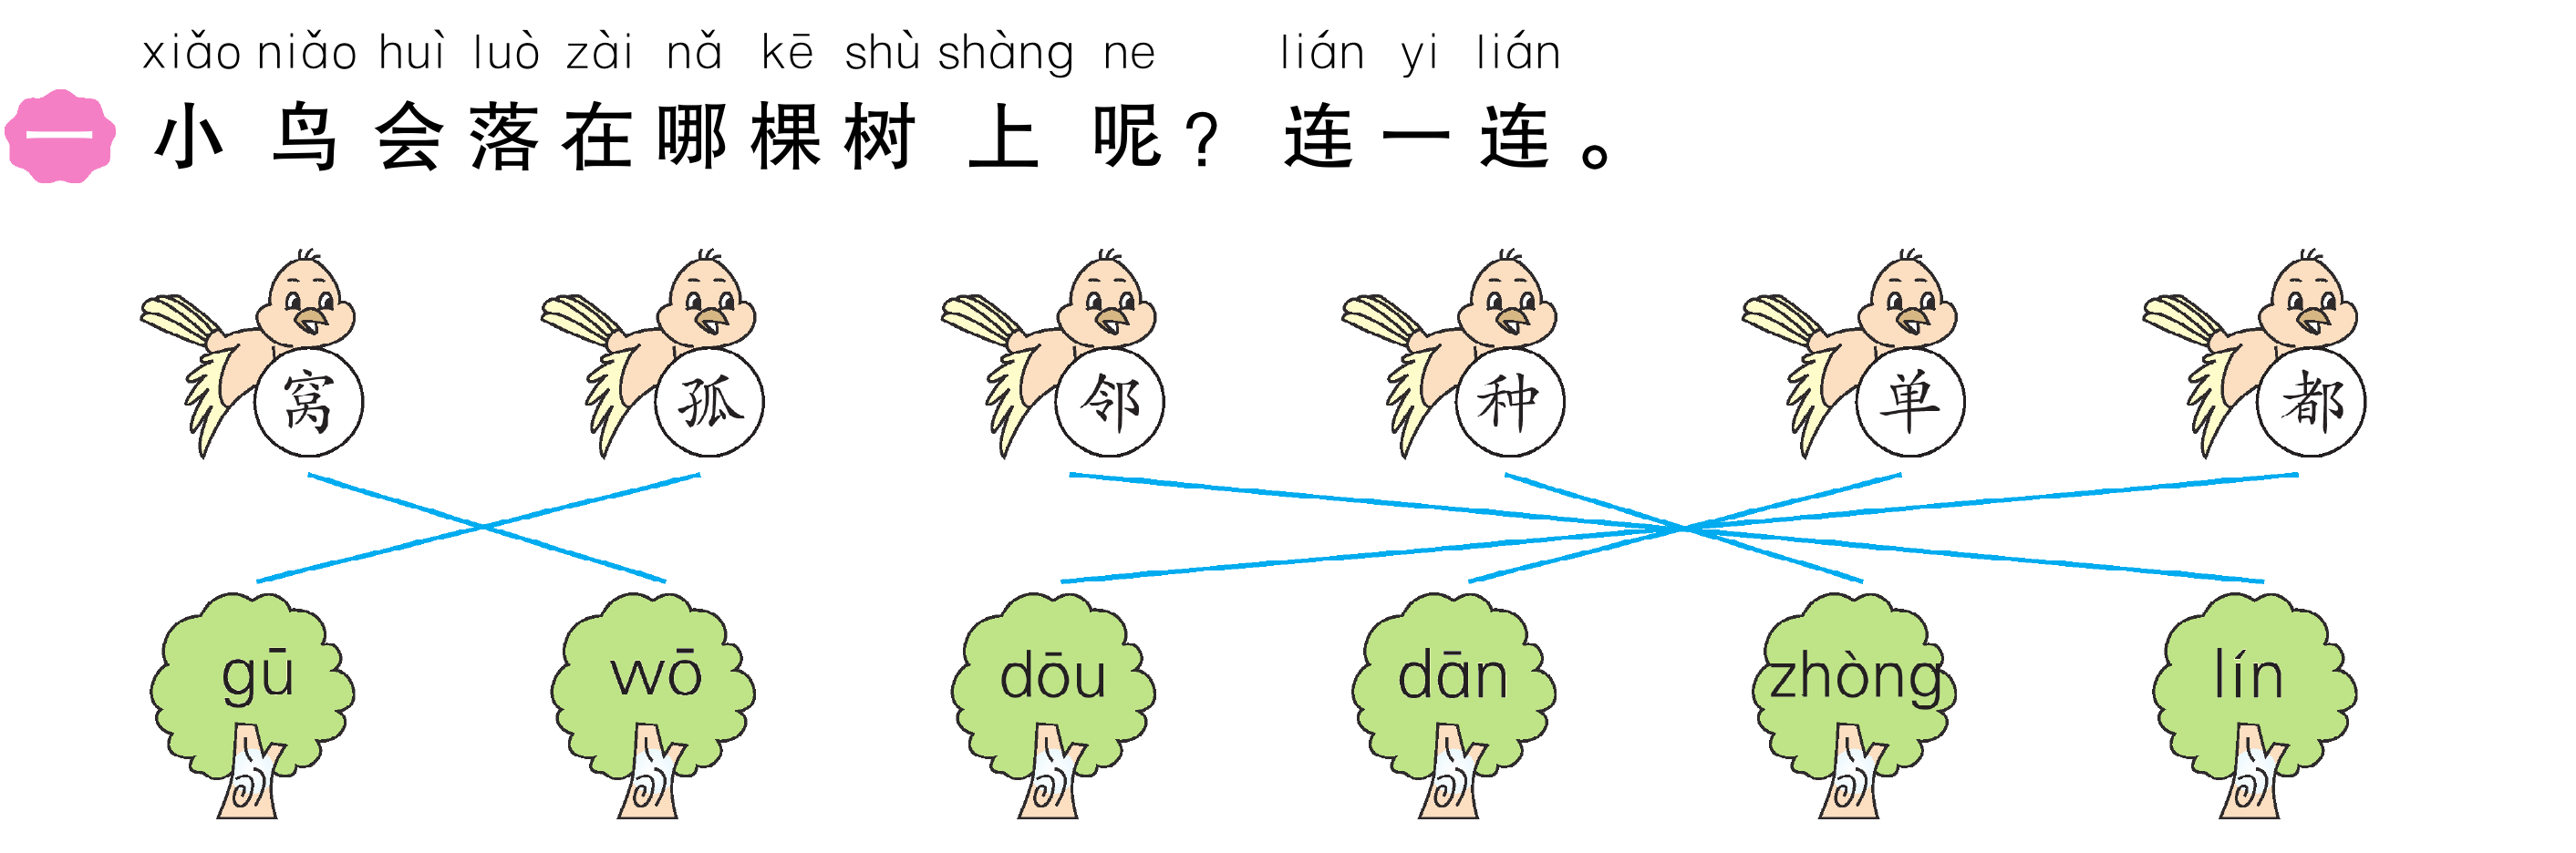 xiǎo niǎo huì luò zài nǎ kē shù shàng ne lián yi lián
一 小鸟会落在哪棵树上呢？连一连。
窝 孤 邻 种 单 都
gū wō dōu dān zhòng lín